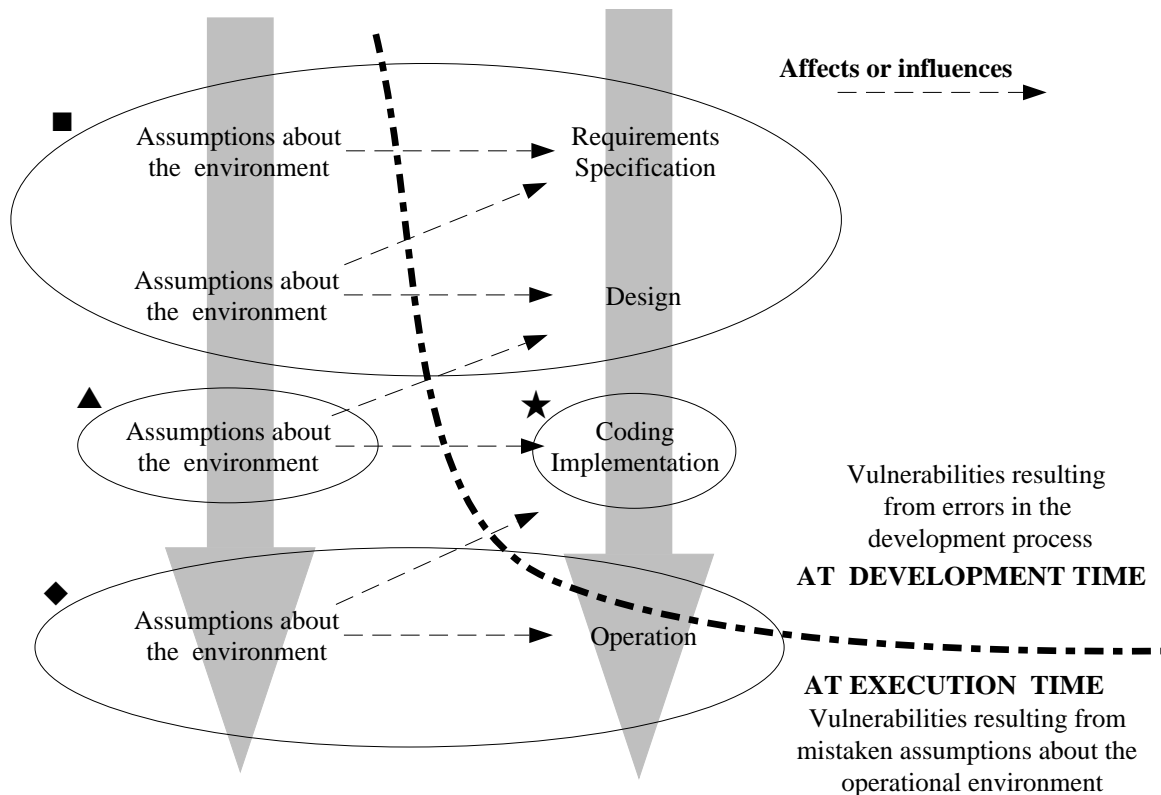 Affects or influences
Assumptions about
the environment
Requirements
Specification
Assumptions about
the environment
Design
Assumptions about
the environment
Coding
Implementation
Vulnerabilities resulting
from errors in the
development process
AT DEVELOPMENT TIME
Assumptions about
the environment
Operation
AT EXECUTION TIME
Vulnerabilities resulting from
mistaken assumptions about the
operational environment